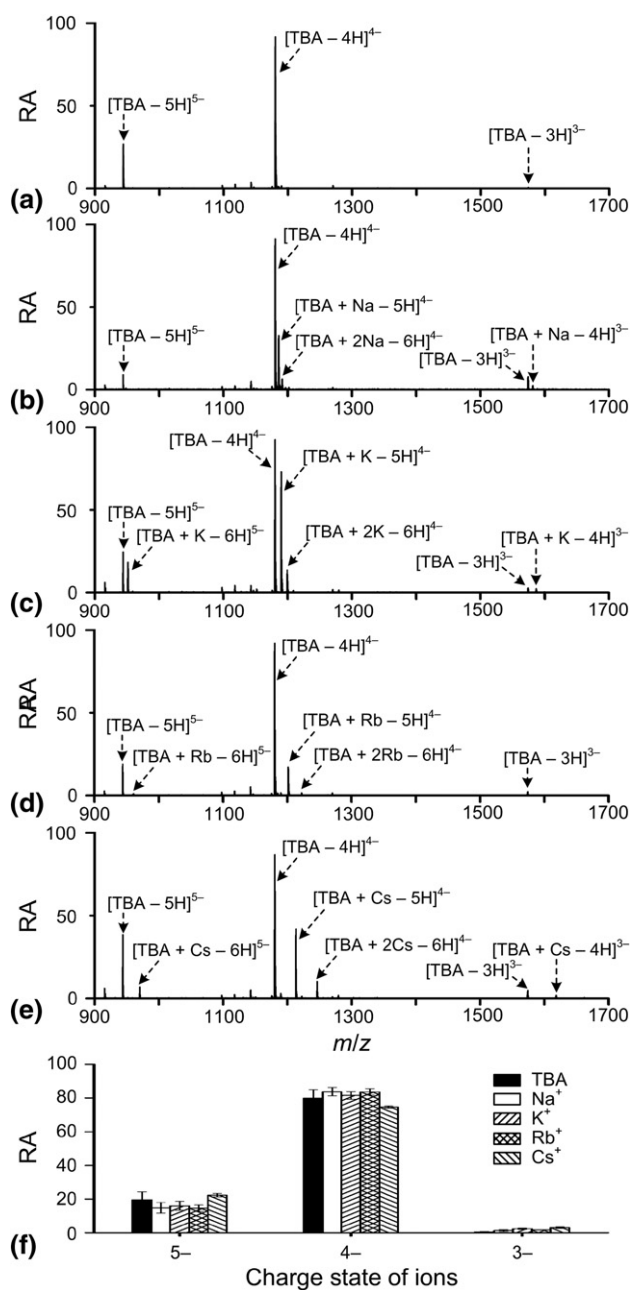 100
[TBA – 4H]4–
RA
50
[TBA – 5H]5–
[TBA – 3H]3–
0
(a)
900 1100 1300 1500 1700
100
[TBA – 4H]4–
RA
50
[TBA + Na – 5H]4–
[TBA – 5H]5–
[TBA + 2Na – 6H]4–
[TBA + Na – 4H]3–
[TBA – 3H]3–
0
(b)
900 1100 1300 1500 1700
100
[TBA – 4H]4–
[TBA + K – 5H]4–
RA
50
[TBA – 5H]5–
[TBA + K – 6H]5–
[TBA + 2K – 6H]4–
[TBA + K – 4H]3–
[TBA – 3H]3–
0
(c)
900 1100 1300 1500 1700
100
[TBA – 4H]4–
RA
RA
50
[TBA – 5H]5–
[TBA + Rb – 5H]4–
[TBA + Rb – 6H]5–
[TBA + 2Rb – 6H]4–
[TBA – 3H]3–
0
(d)
900 1100 1300 1500 1700
100
[TBA – 4H]4–
RA
50
[TBA – 5H]5–
[TBA + Cs – 5H]4–
[TBA + Cs – 6H]5–
[TBA + 2Cs – 6H]4–
[TBA + Cs – 4H]3–
[TBA – 3H]3–
0
(e)
900 1100 1300 1500 1700
m/z
100
80
60
40
20
0
RA
TBA
Na+
K+
Rb+
Cs+
(f)
5– 4– 3–
Charge state of ions